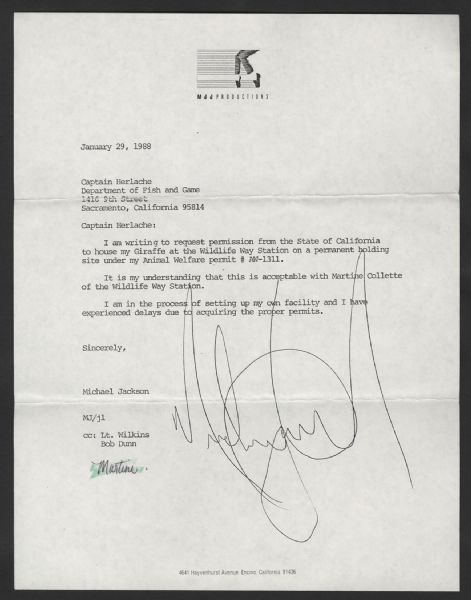 MJJ PRODUCTIONS
January 29, 1988
Captain Herlache
Department of Fish and Game
1416 9th Street
Sacramento, California 95814
Captain Herlache:
I am writing to request permission from the State of California
to house my Giraffe at the Wildlife Way Station on a permanent holding
site under my Animal Welfare permit # AW-1311.
It is my understanding that this is acceptable with Martine Collette
of the Wildlife Way Station.
I am in the process of setting up my own facility and I have
experienced delays due to acquiring the proper permits.
Sincerely,
Michael Jackson
MJ/jl
cc: Lt. Wilkins
Bob Dunn
Martine.
4641 Hayvenhurst Avenue Encino, California 91436